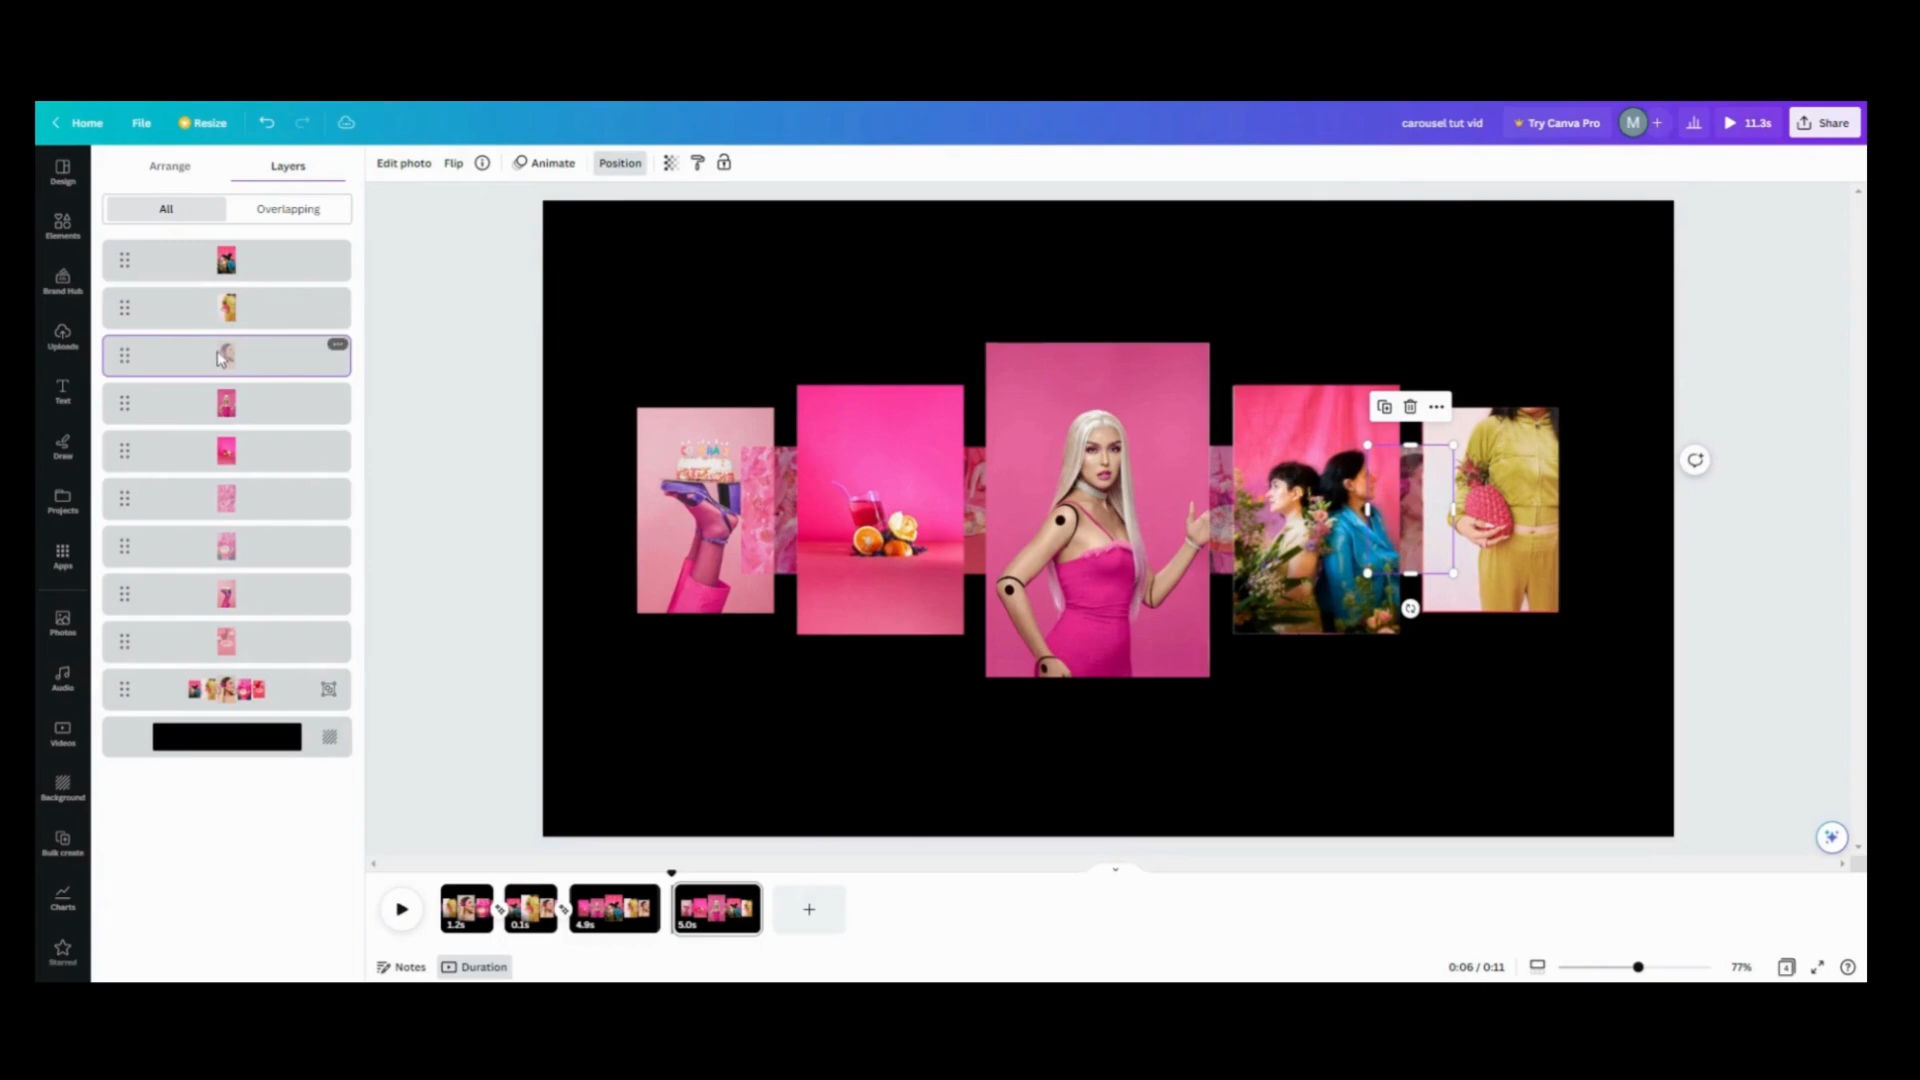 Home File Resize carousel tut vid Try Canva Pro M + 11.3s Share
Design
Elements
Brand Hub
Uploads
Text
Draw
Projects
Apps
Photos
Audio
Videos
Background
Bulk create
Charts
Starred
Arrange Layers
All Overlapping
Edit photo Flip Animate Position
1.2s 0.1s 4.9s 5.0s +
Notes Duration 0:06 / 0:11 77% 4